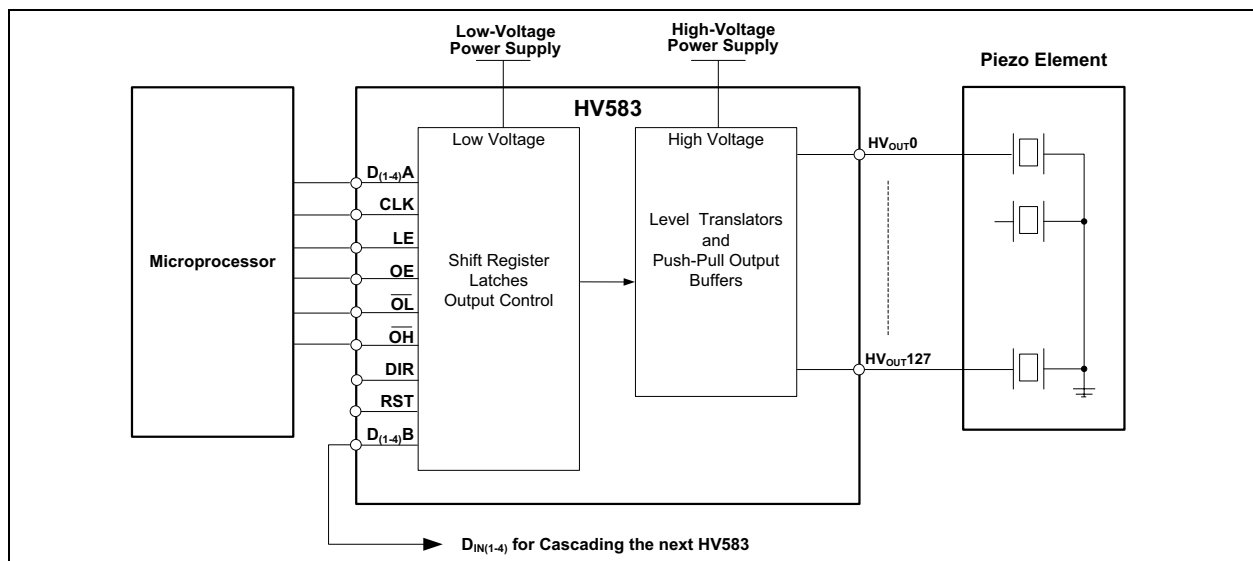 Low-Voltage
Power Supply
High-Voltage
Power Supply
Piezo Element
HV583
Microprocessor
D(1-4)A
CLK
LE
OE
O̅L̅
O̅H̅
DIR
RST
D(1-4)B
Low Voltage
Shift Register
Latches
Output Control
High Voltage
Level Translators
and
Push-Pull Output
Buffers
HVOUT0
HVOUT127
DIN(1-4) for Cascading the next HV583